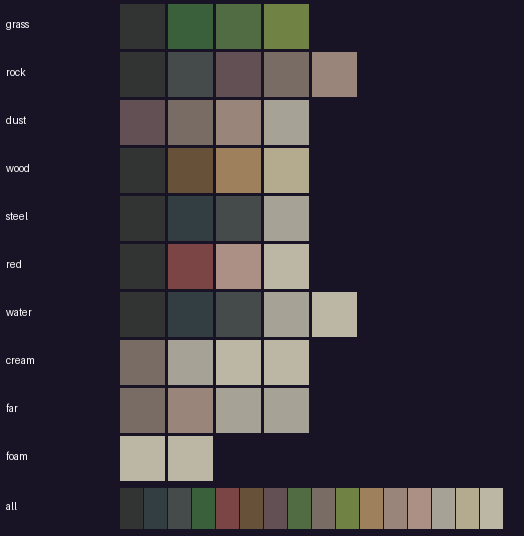 grass
rock
dust
wood
steel
red
water
cream
far
foam
all